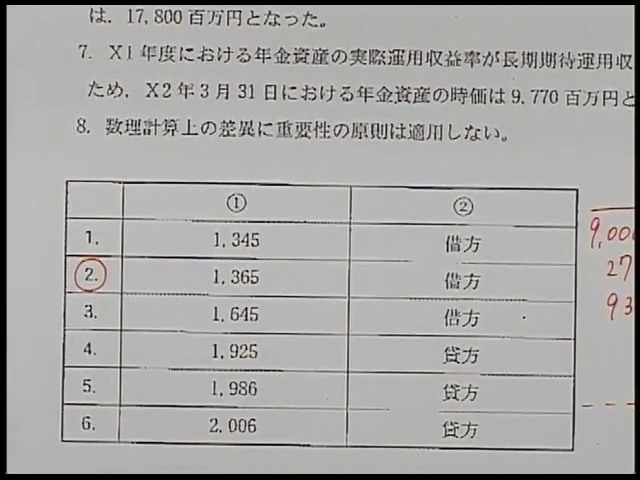 は，17,800 百万円となった。
7．X1年度における年金資産の実際運用収益率が長期期待運用収
ため，X2年3月31日における年金資産の時価は9,770百万円と
8．数理計算上の差異に重要性の原則は適用しない。
① ②
1. 1,345 借方
2. 1,365 借方
3. 1,645 借方
4. 1,925 貸方
5. 1,986 貸方
6. 2,006 貸方
9,000
27
93